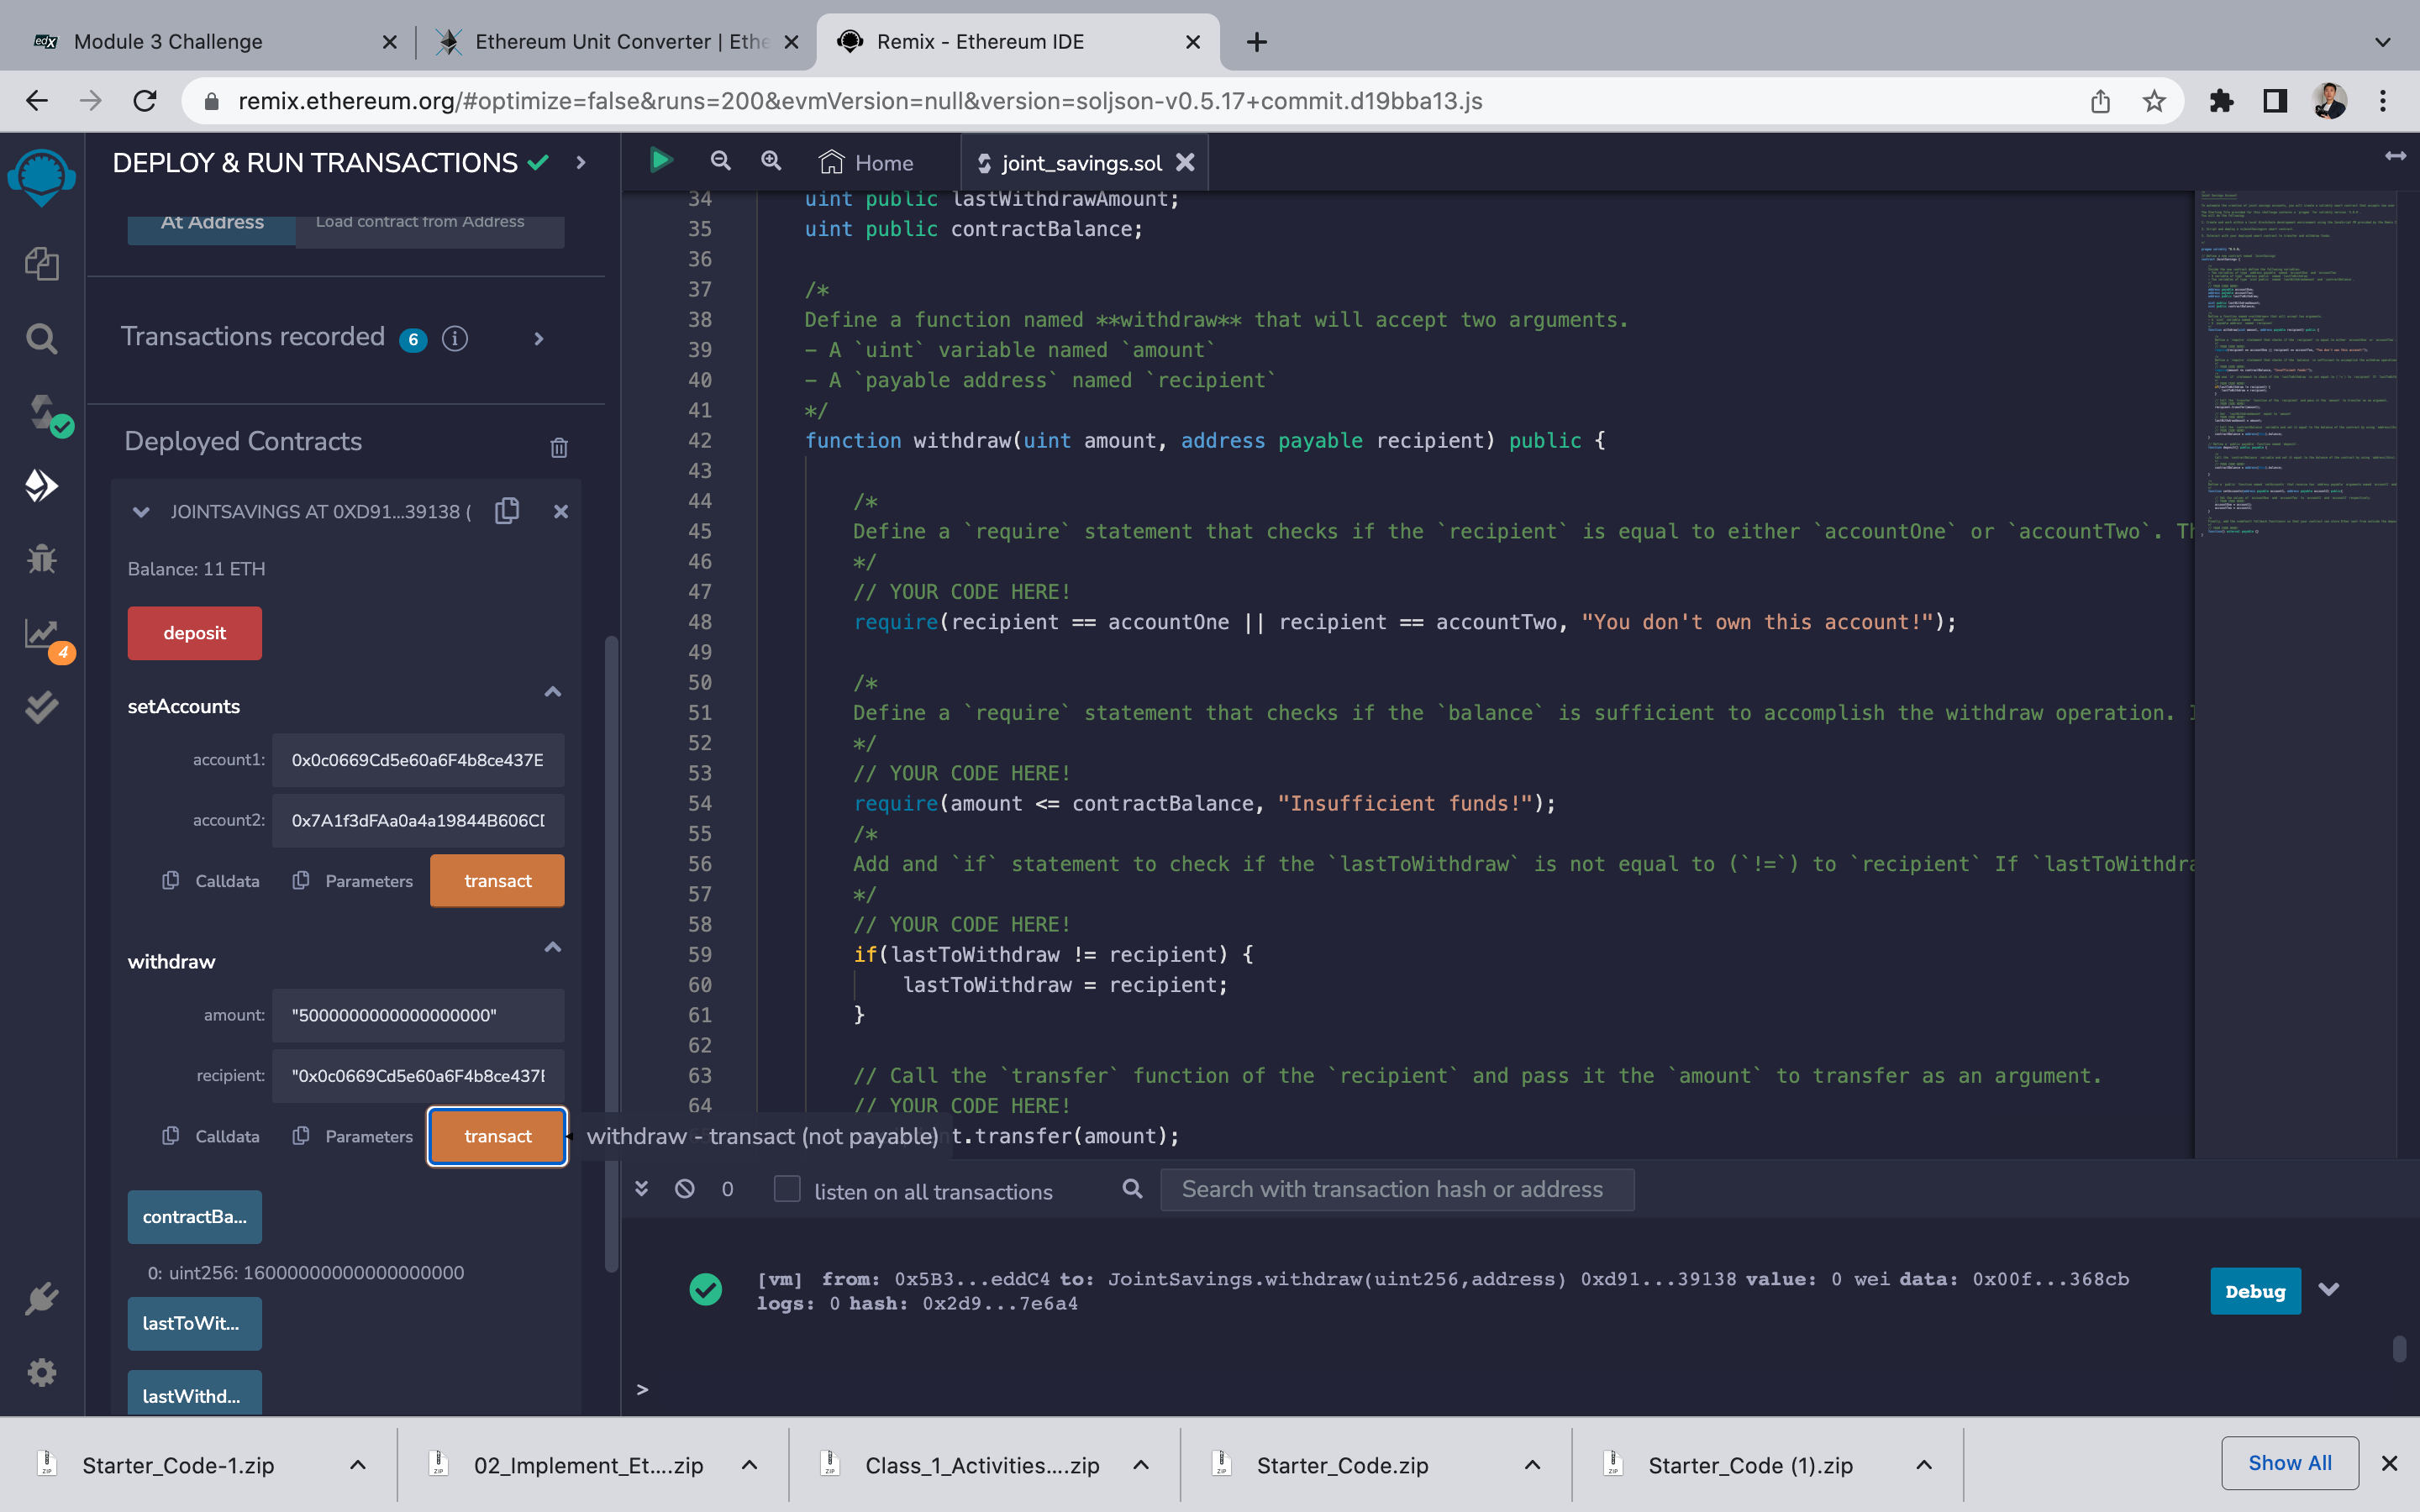 edX Module 3 Challenge
Ethereum Unit Converter | Ethe
Remix - Ethereum IDE
remix.ethereum.org/#optimize=false&runs=200&evmVersion=null&version=soljson-v0.5.17+commit.d19bba13.js
DEPLOY & RUN TRANSACTIONS
At Address Load contract from Address
Transactions recorded 6 i
Deployed Contracts
JOINTSAVINGS AT 0XD91...39138 (
Balance: 11 ETH
deposit
setAccounts
account1: 0x0c0669Cd5e60a6F4b8ce437E
account2: 0x7A1f3dFAa0a4a19844B606CD
Calldata Parameters transact
withdraw
amount: "5000000000000000000"
recipient: "0x0c0669Cd5e60a6F4b8ce437E
Calldata Parameters transact
withdraw - transact (not payable)
contractBa...
0: uint256: 16000000000000000000
lastToWit...
lastWithd...
4
Home
joint_savings.sol
34 uint public lastWithdrawAmount;
35 uint public contractBalance;
36
37 /*
38 Define a function named **withdraw** that will accept two arguments.
39 - A `uint` variable named `amount`
40 - A `payable address` named `recipient`
41 */
42 function withdraw(uint amount, address payable recipient) public {
43
44 /*
45 Define a `require` statement that checks if the `recipient` is equal to either `accountOne` or `accountTwo`. Th
46 */
47 // YOUR CODE HERE!
48 require(recipient == accountOne || recipient == accountTwo, "You don't own this account!");
49
50 /*
51 Define a `require` statement that checks if the `balance` is sufficient to accomplish the withdraw operation. I
52 */
53 // YOUR CODE HERE!
54 require(amount <= contractBalance, "Insufficient funds!");
55 /*
56 Add and `if` statement to check if the `lastToWithdraw` is not equal to (`!=`) to `recipient` If `lastToWithdra
57 */
58 // YOUR CODE HERE!
59 if(lastToWithdraw != recipient) {
60 lastToWithdraw = recipient;
61 }
62
63 // Call the `transfer` function of the `recipient` and pass it the `amount` to transfer as an argument.
64 // YOUR CODE HERE!
t.transfer(amount);
0 listen on all transactions Search with transaction hash or address
[vm] from: 0x5B3...eddC4 to: JointSavings.withdraw(uint256,address) 0xd91...39138 value: 0 wei data: 0x00f...368cb
logs: 0 hash: 0x2d9...7e6a4
Debug
>
Starter_Code-1.zip
02_Implement_Et....zip
Class_1_Activities....zip
Starter_Code.zip
Starter_Code (1).zip
Show All